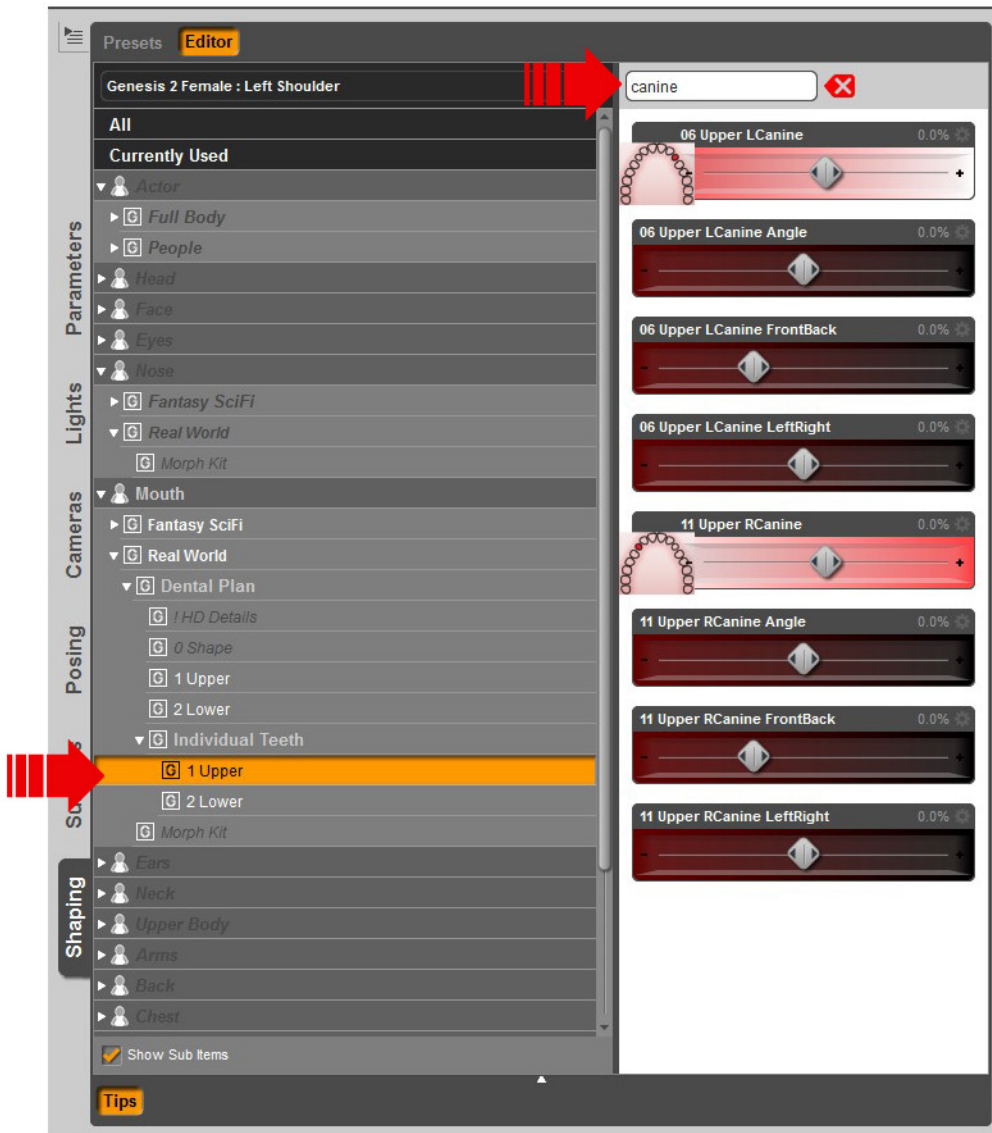 Presets Editor
Genesis 2 Female : Left Shoulder
All
Currently Used
Actor
G Full Body
G People
Head
Face
Eyes
Nose
G Fantasy SciFi
G Real World
G Morph Kit
Mouth
G Fantasy SciFi
G Real World
G Dental Plan
G ! HD Details
G 0 Shape
G 1 Upper
G 2 Lower
G Individual Teeth
G 1 Upper
G 2 Lower
G Morph Kit
Ears
Neck
Upper Body
Arms
Back
Chest
Show Sub Items
Tips
Parameters
Lights
Cameras
Posing
Shaping
canine
06 Upper LCanine 0.0%
- +
06 Upper LCanine Angle 0.0%
- +
06 Upper LCanine FrontBack 0.0%
- +
06 Upper LCanine LeftRight 0.0%
- +
11 Upper RCanine 0.0%
- +
11 Upper RCanine Angle 0.0%
- +
11 Upper RCanine FrontBack 0.0%
- +
11 Upper RCanine LeftRight 0.0%
- +